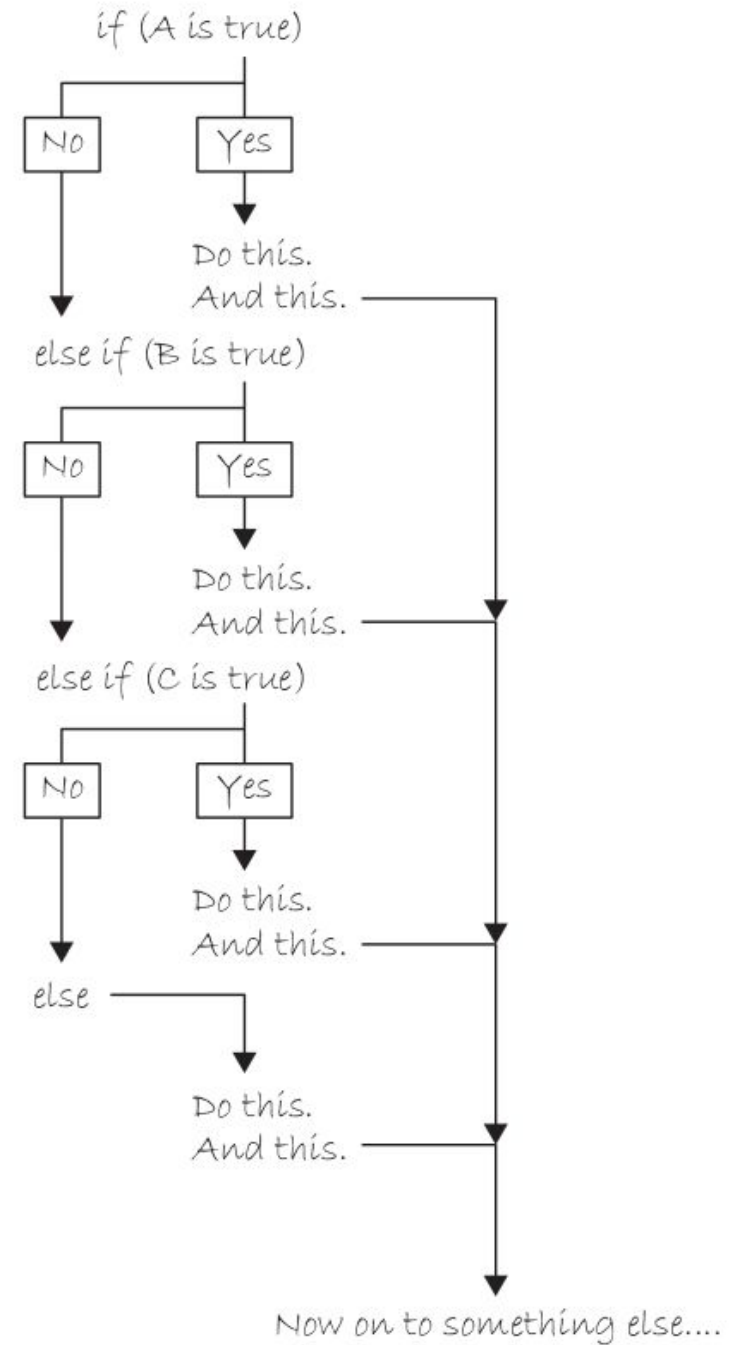 if (A is true)
No
Yes
Do this.
And this.
else if (B is true)
No
Yes
Do this.
And this.
else if (C is true)
No
Yes
Do this.
And this.
else
Do this.
And this.
Now on to something else....